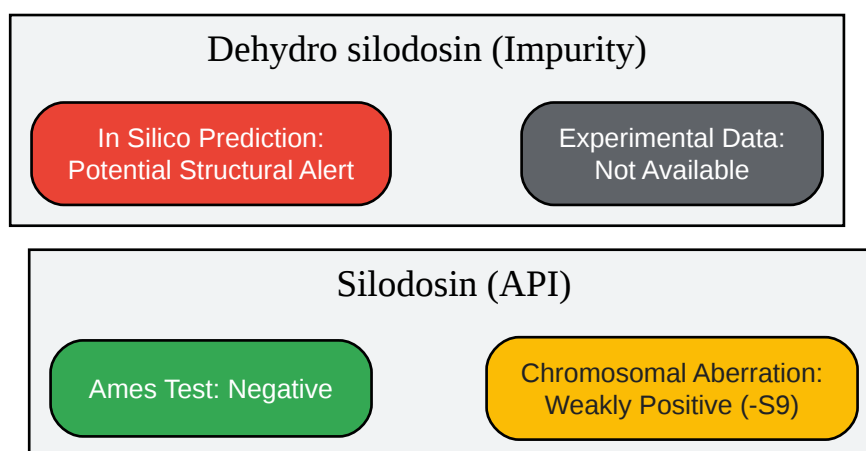 Dehydro silodosin (Impurity)
In Silico Prediction:
Potential Structural Alert
Experimental Data:
Not Available
Silodosin (API)
Ames Test: Negative
Chromosomal Aberration:
Weakly Positive (-S9)